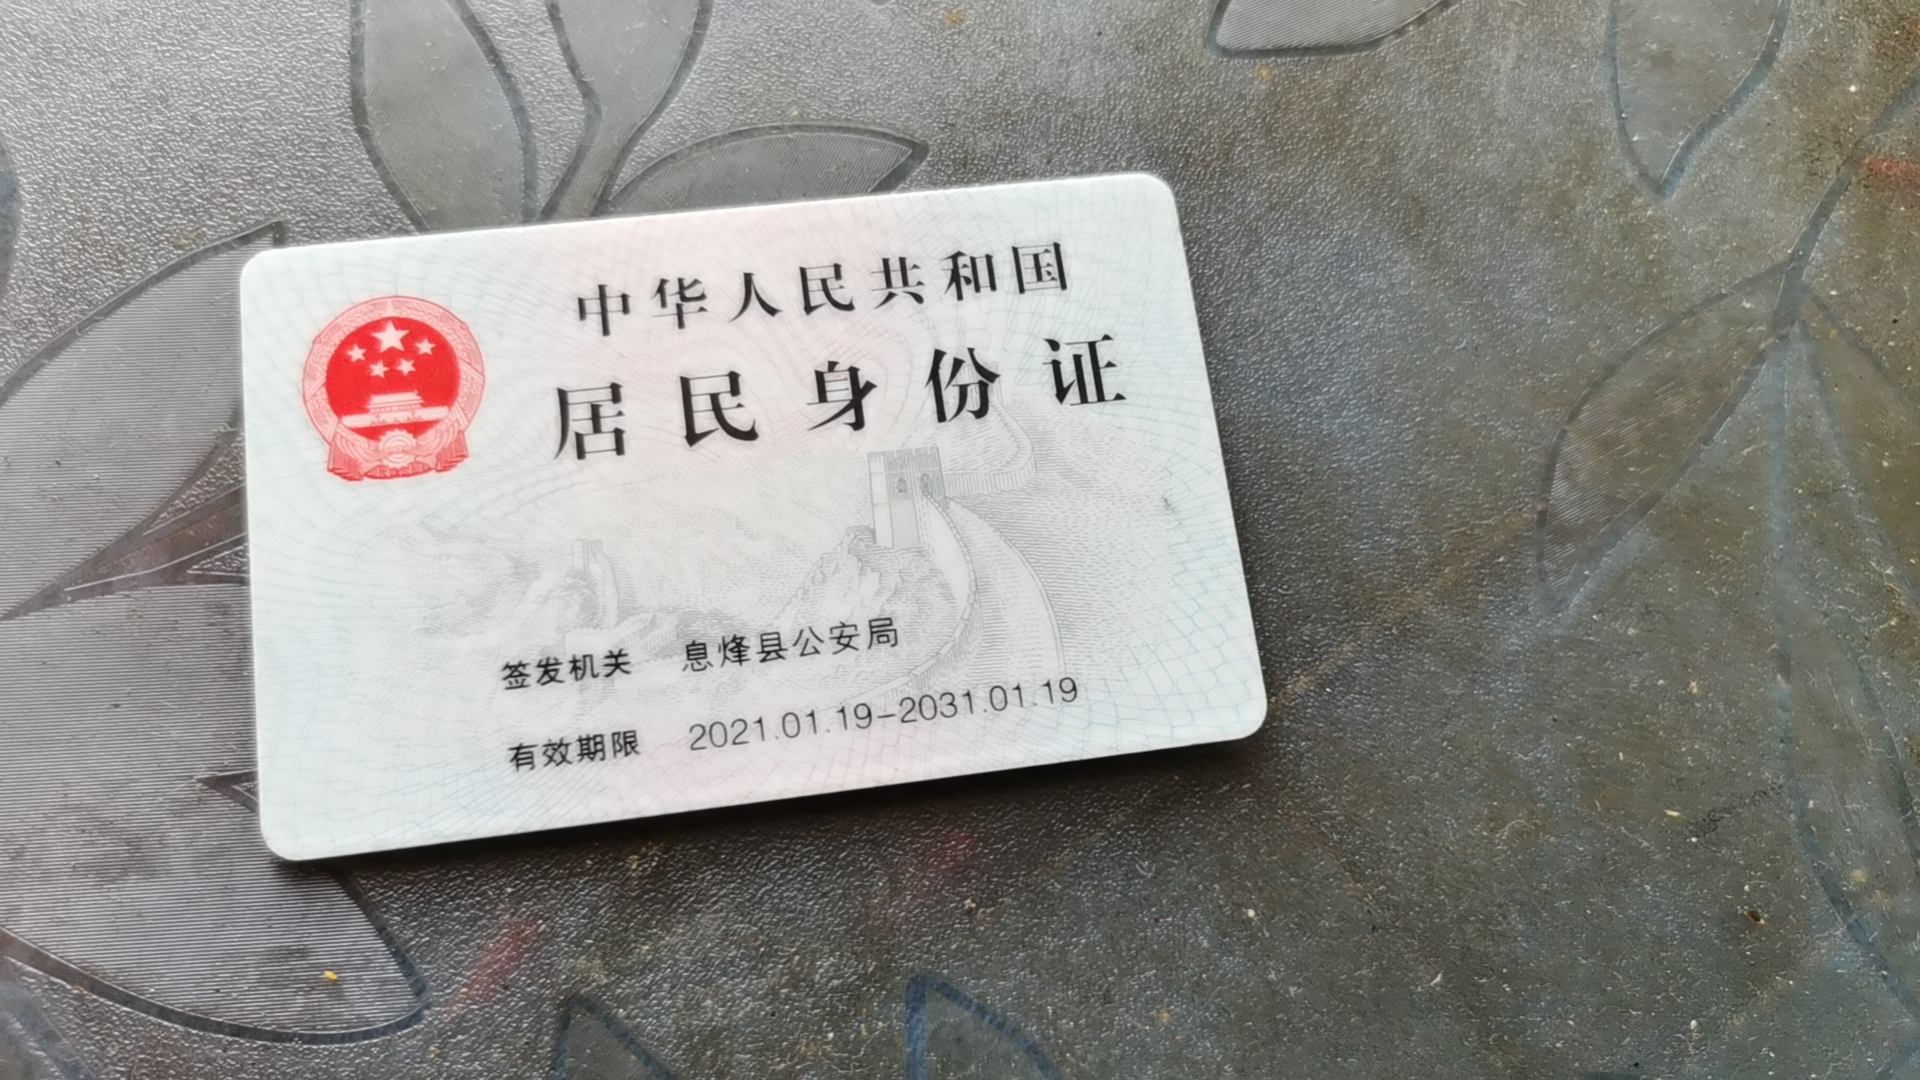 中华人民共和国
居民身份证
签发机关 息烽县公安局
有效期限 2021.01.19-2031.01.19